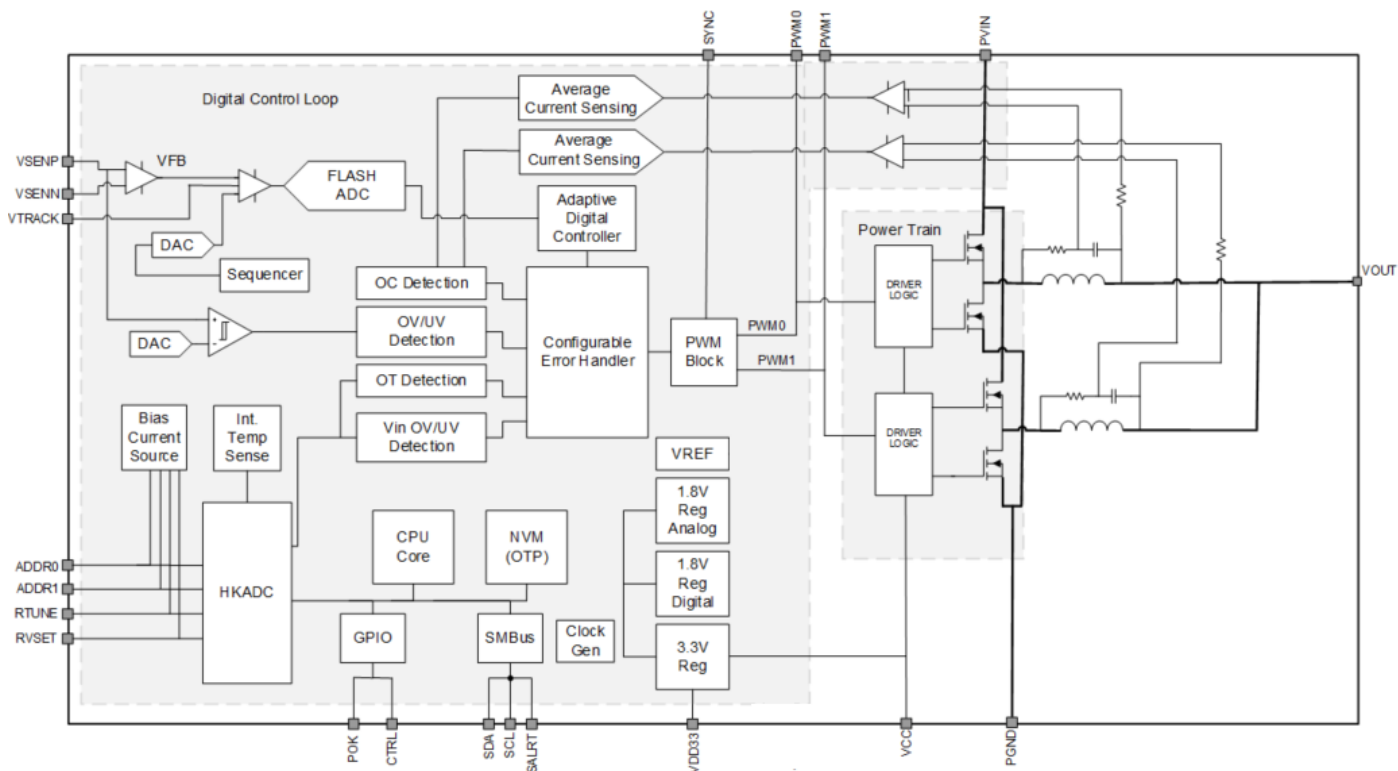 SYNC
PWM0
PWM1
PVIN
Digital Control Loop
Average
Current Sensing
Average
Current Sensing
VSENP
VFB
VSENN
VTRACK
FLASH
ADC
Adaptive
Digital
Controller
DAC
Sequencer
Power Train
DRIVER
LOGIC
VOUT
OC Detection
OV/UV
Detection
Configurable
Error Handler
PWM
Block
PWM0
PWM1
+
-
DAC
OT Detection
Vin OV/UV
Detection
DRIVER
LOGIC
Bias
Current
Source
Int.
Temp
Sense
VREF
1.8V
Reg
Analog
CPU
Core
NVM
(OTP)
1.8V
Reg
Digital
ADDR0
ADDR1
RTUNE
RVSET
HKADC
GPIO
SMBus
Clock
Gen
3.3V
Reg
POK
CTRL
SDA
SCL
SALRT
VDD33
VCC
PGND